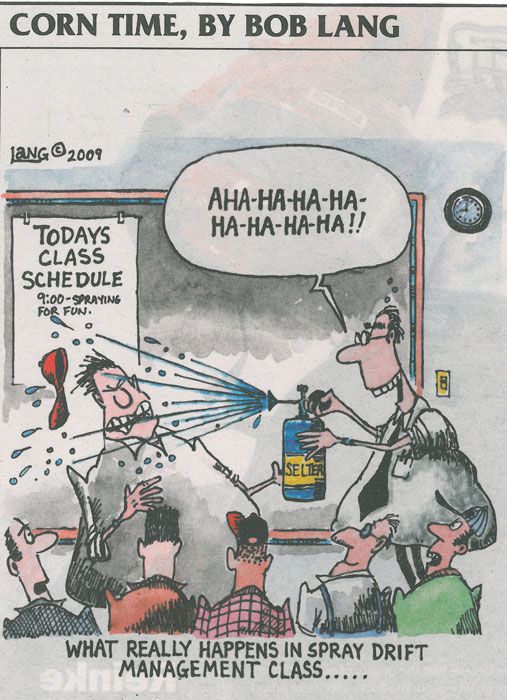 CORN TIME, BY BOB LANG
LANG © 2009
AHA-HA-HA-HA-
HA-HA-HA-HA!!
TODAYS
CLASS
SCHEDULE
9:00-SPRAYING
FOR FUN.
SELTER
WHAT REALLY HAPPENS IN SPRAY DRIFT
MANAGEMENT CLASS.....
Reinke